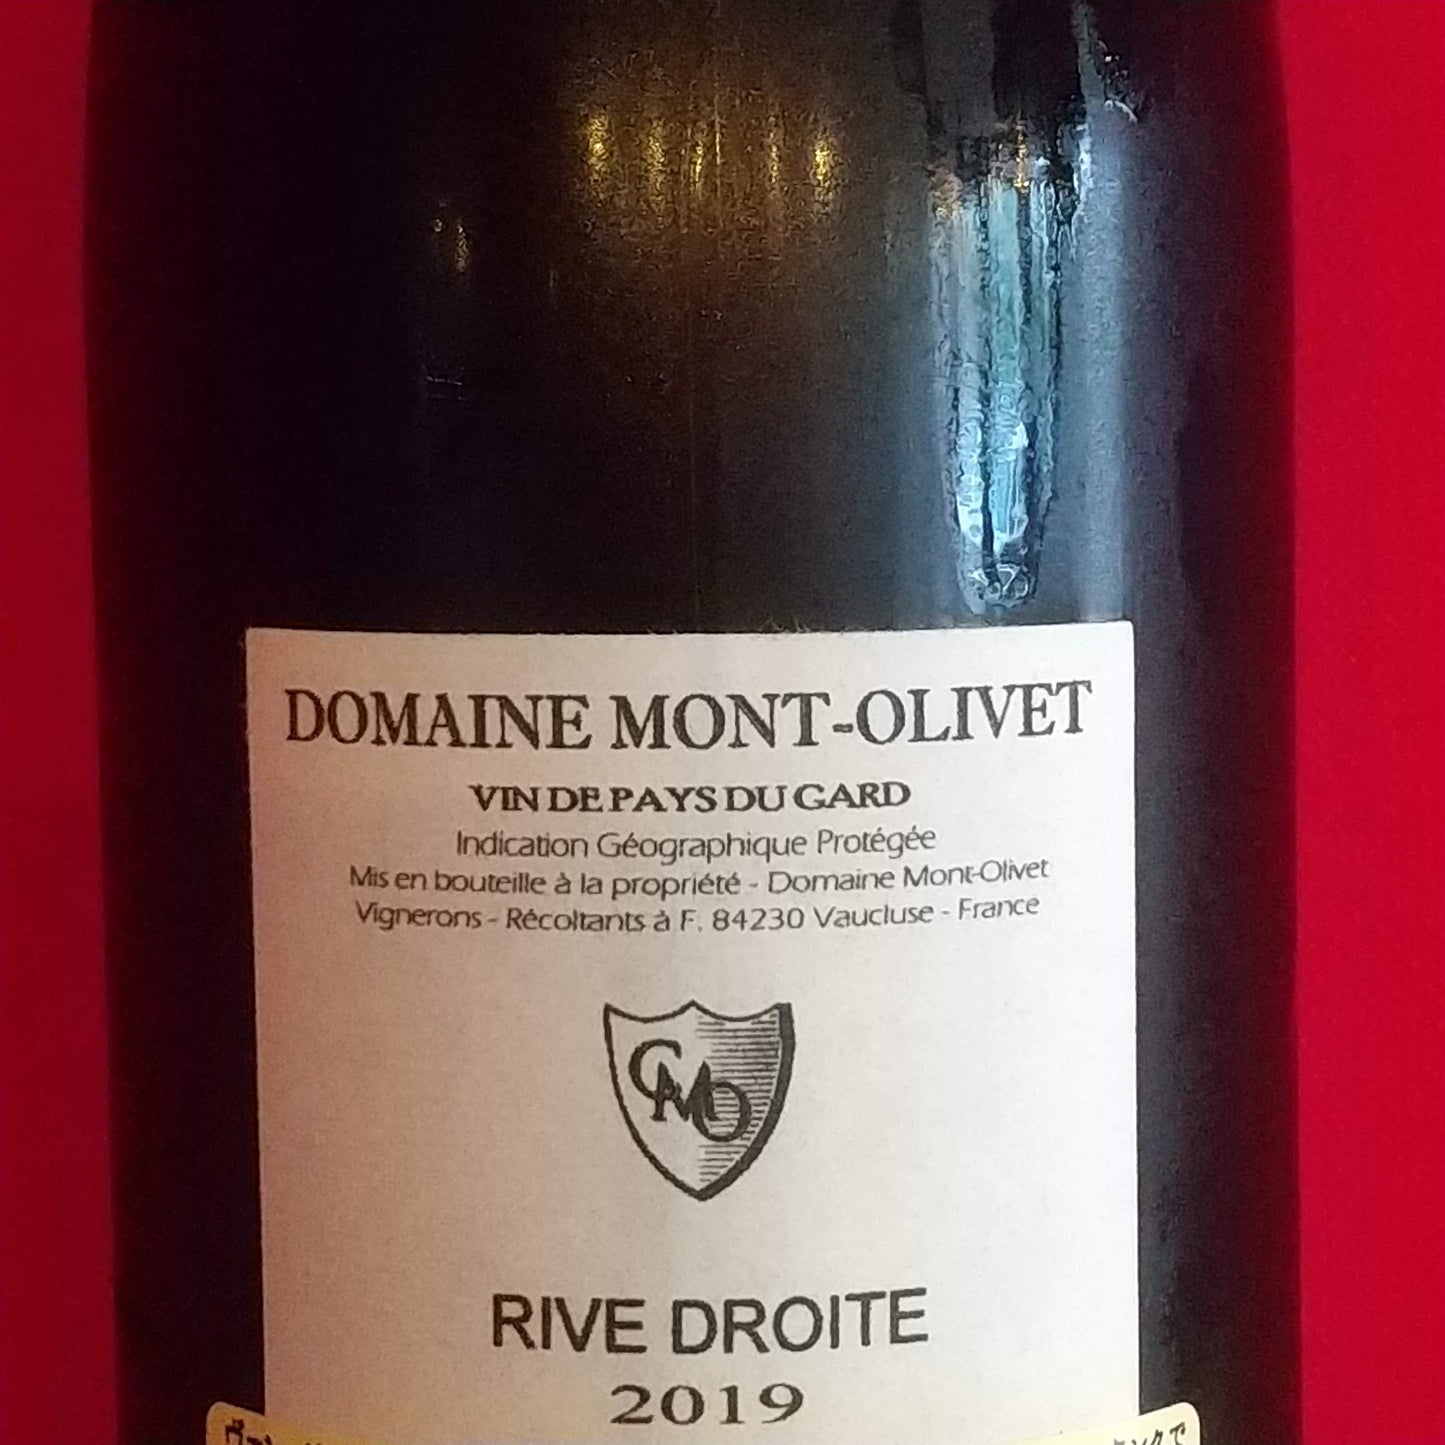 DOMAINE MONT-OLIVET
VIN DE PAYS DU GARD
Indication Géographique Protégée
Mis en bouteille à la propriété - Domaine Mont-Olivet
Vignerons - Récoltants à F. 84230 Vaucluse - France
CMO
RIVE DROITE
2019